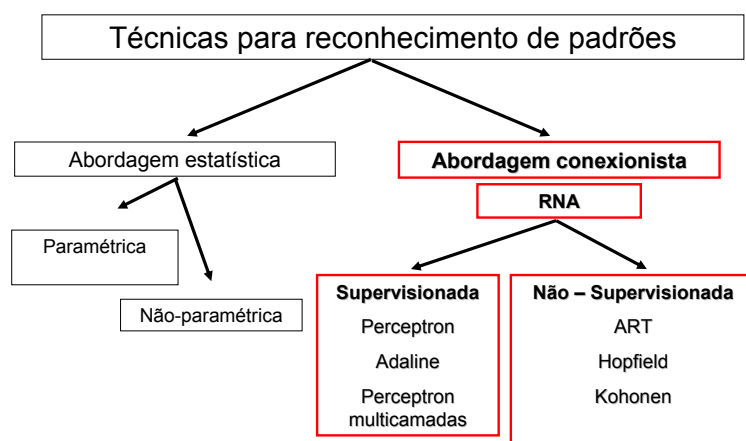 Técnicas para reconhecimento de padrões
Abordagem estatística
Abordagem conexionista
RNA
Paramétrica
Não-paramétrica
Supervisionada
Perceptron
Adaline
Perceptron
multicamadas
Não – Supervisionada
ART
Hopfield
Kohonen